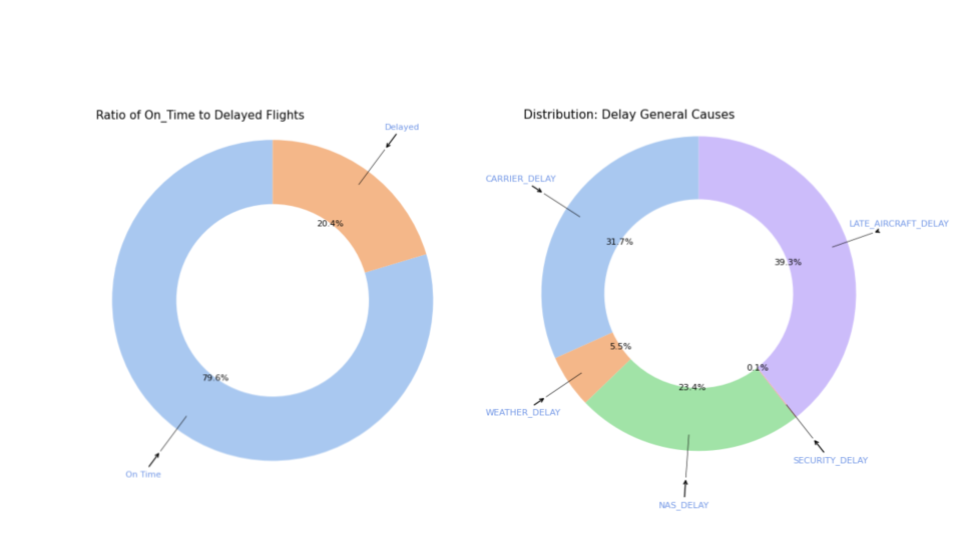 Ratio of On_Time to Delayed Flights
Delayed
20.4%
79.6%
On Time
Distribution: Delay General Causes
CARRIER_DELAY
LATE_AIRCRAFT_DELAY
31.7%
39.3%
5.5%
0.1%
23.4%
WEATHER_DELAY
SECURITY_DELAY
NAS_DELAY